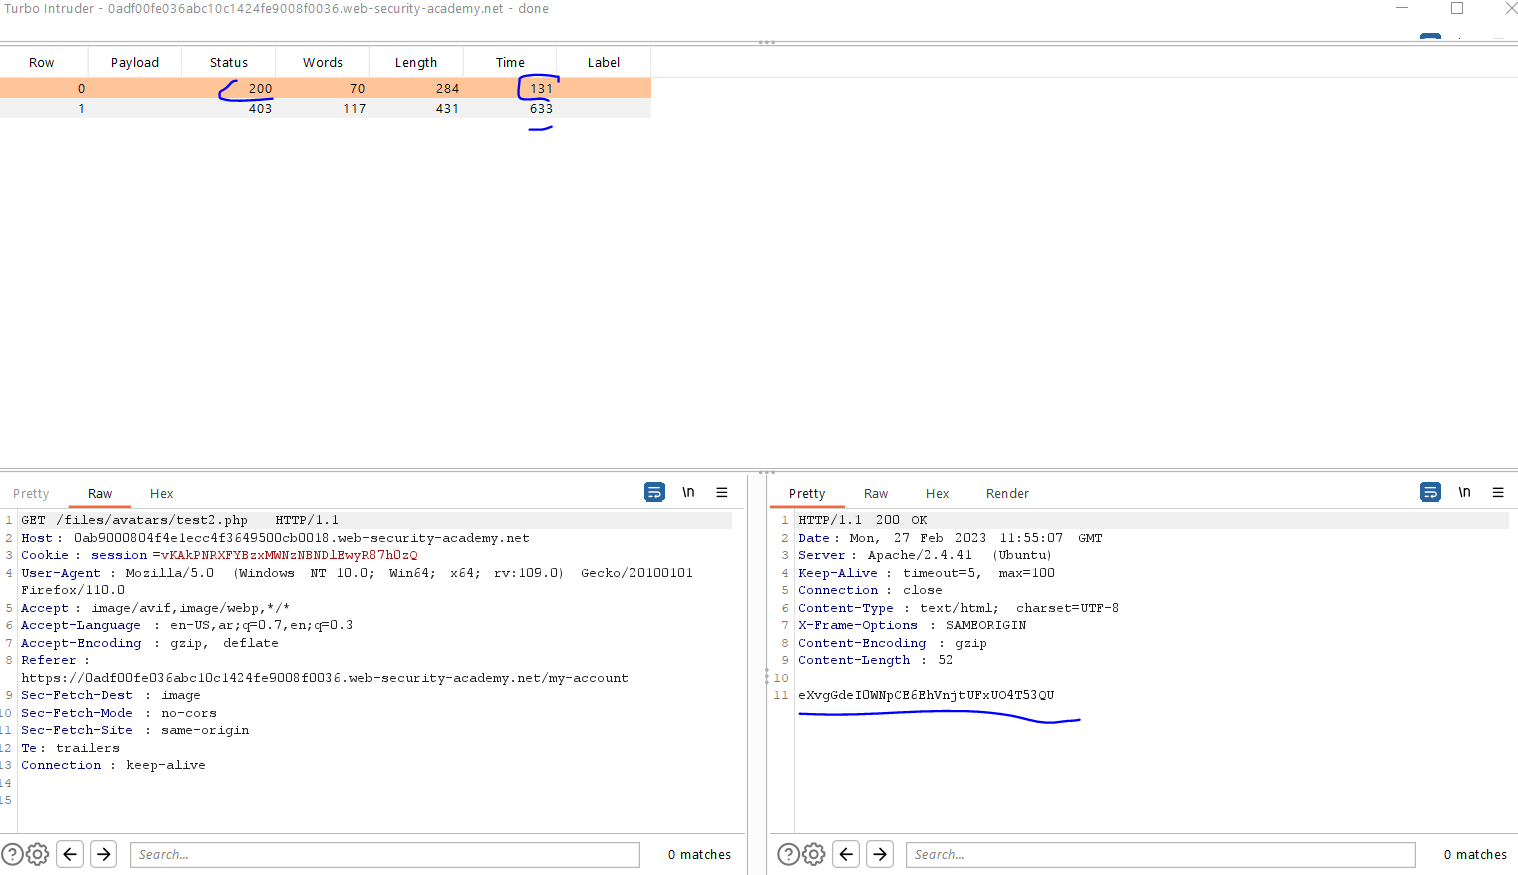 Turbo Intruder - 0adf00fe036abc10c1424fe9008f0036.web-security-academy.net - done
Row Payload Status Words Length Time Label
0 200 70 284 131
1 403 117 431 633
Pretty Raw Hex \n
1 GET /files/avatars/test2.php HTTP/1.1
2 Host: 0ab9000804f4e1ecc4f3649500cb0018.web-security-academy.net
3 Cookie: session=vKAkPNRXFYBzxMWNzNBNDlEwyR87h0zQ
4 User-Agent: Mozilla/5.0 (Windows NT 10.0; Win64; x64; rv:109.0) Gecko/20100101
Firefox/110.0
5 Accept: image/avif,image/webp,*/*
6 Accept-Language: en-US,ar;q=0.7,en;q=0.3
7 Accept-Encoding: gzip, deflate
8 Referer:
https://0adf00fe036abc10c1424fe9008f0036.web-security-academy.net/my-account
9 Sec-Fetch-Dest: image
10 Sec-Fetch-Mode: no-cors
11 Sec-Fetch-Site: same-origin
12 Te: trailers
13 Connection: keep-alive
14
15
Search... 0 matches
Pretty Raw Hex Render \n
1 HTTP/1.1 200 OK
2 Date: Mon, 27 Feb 2023 11:55:07 GMT
3 Server: Apache/2.4.41 (Ubuntu)
4 Keep-Alive: timeout=5, max=100
5 Connection: close
6 Content-Type: text/html; charset=UTF-8
7 X-Frame-Options: SAMEORIGIN
8 Content-Encoding: gzip
9 Content-Length: 52
10
11 eXvgGdeI0WNpCE6EhVnjtUFxUO4T53QU
Search... 0 matches